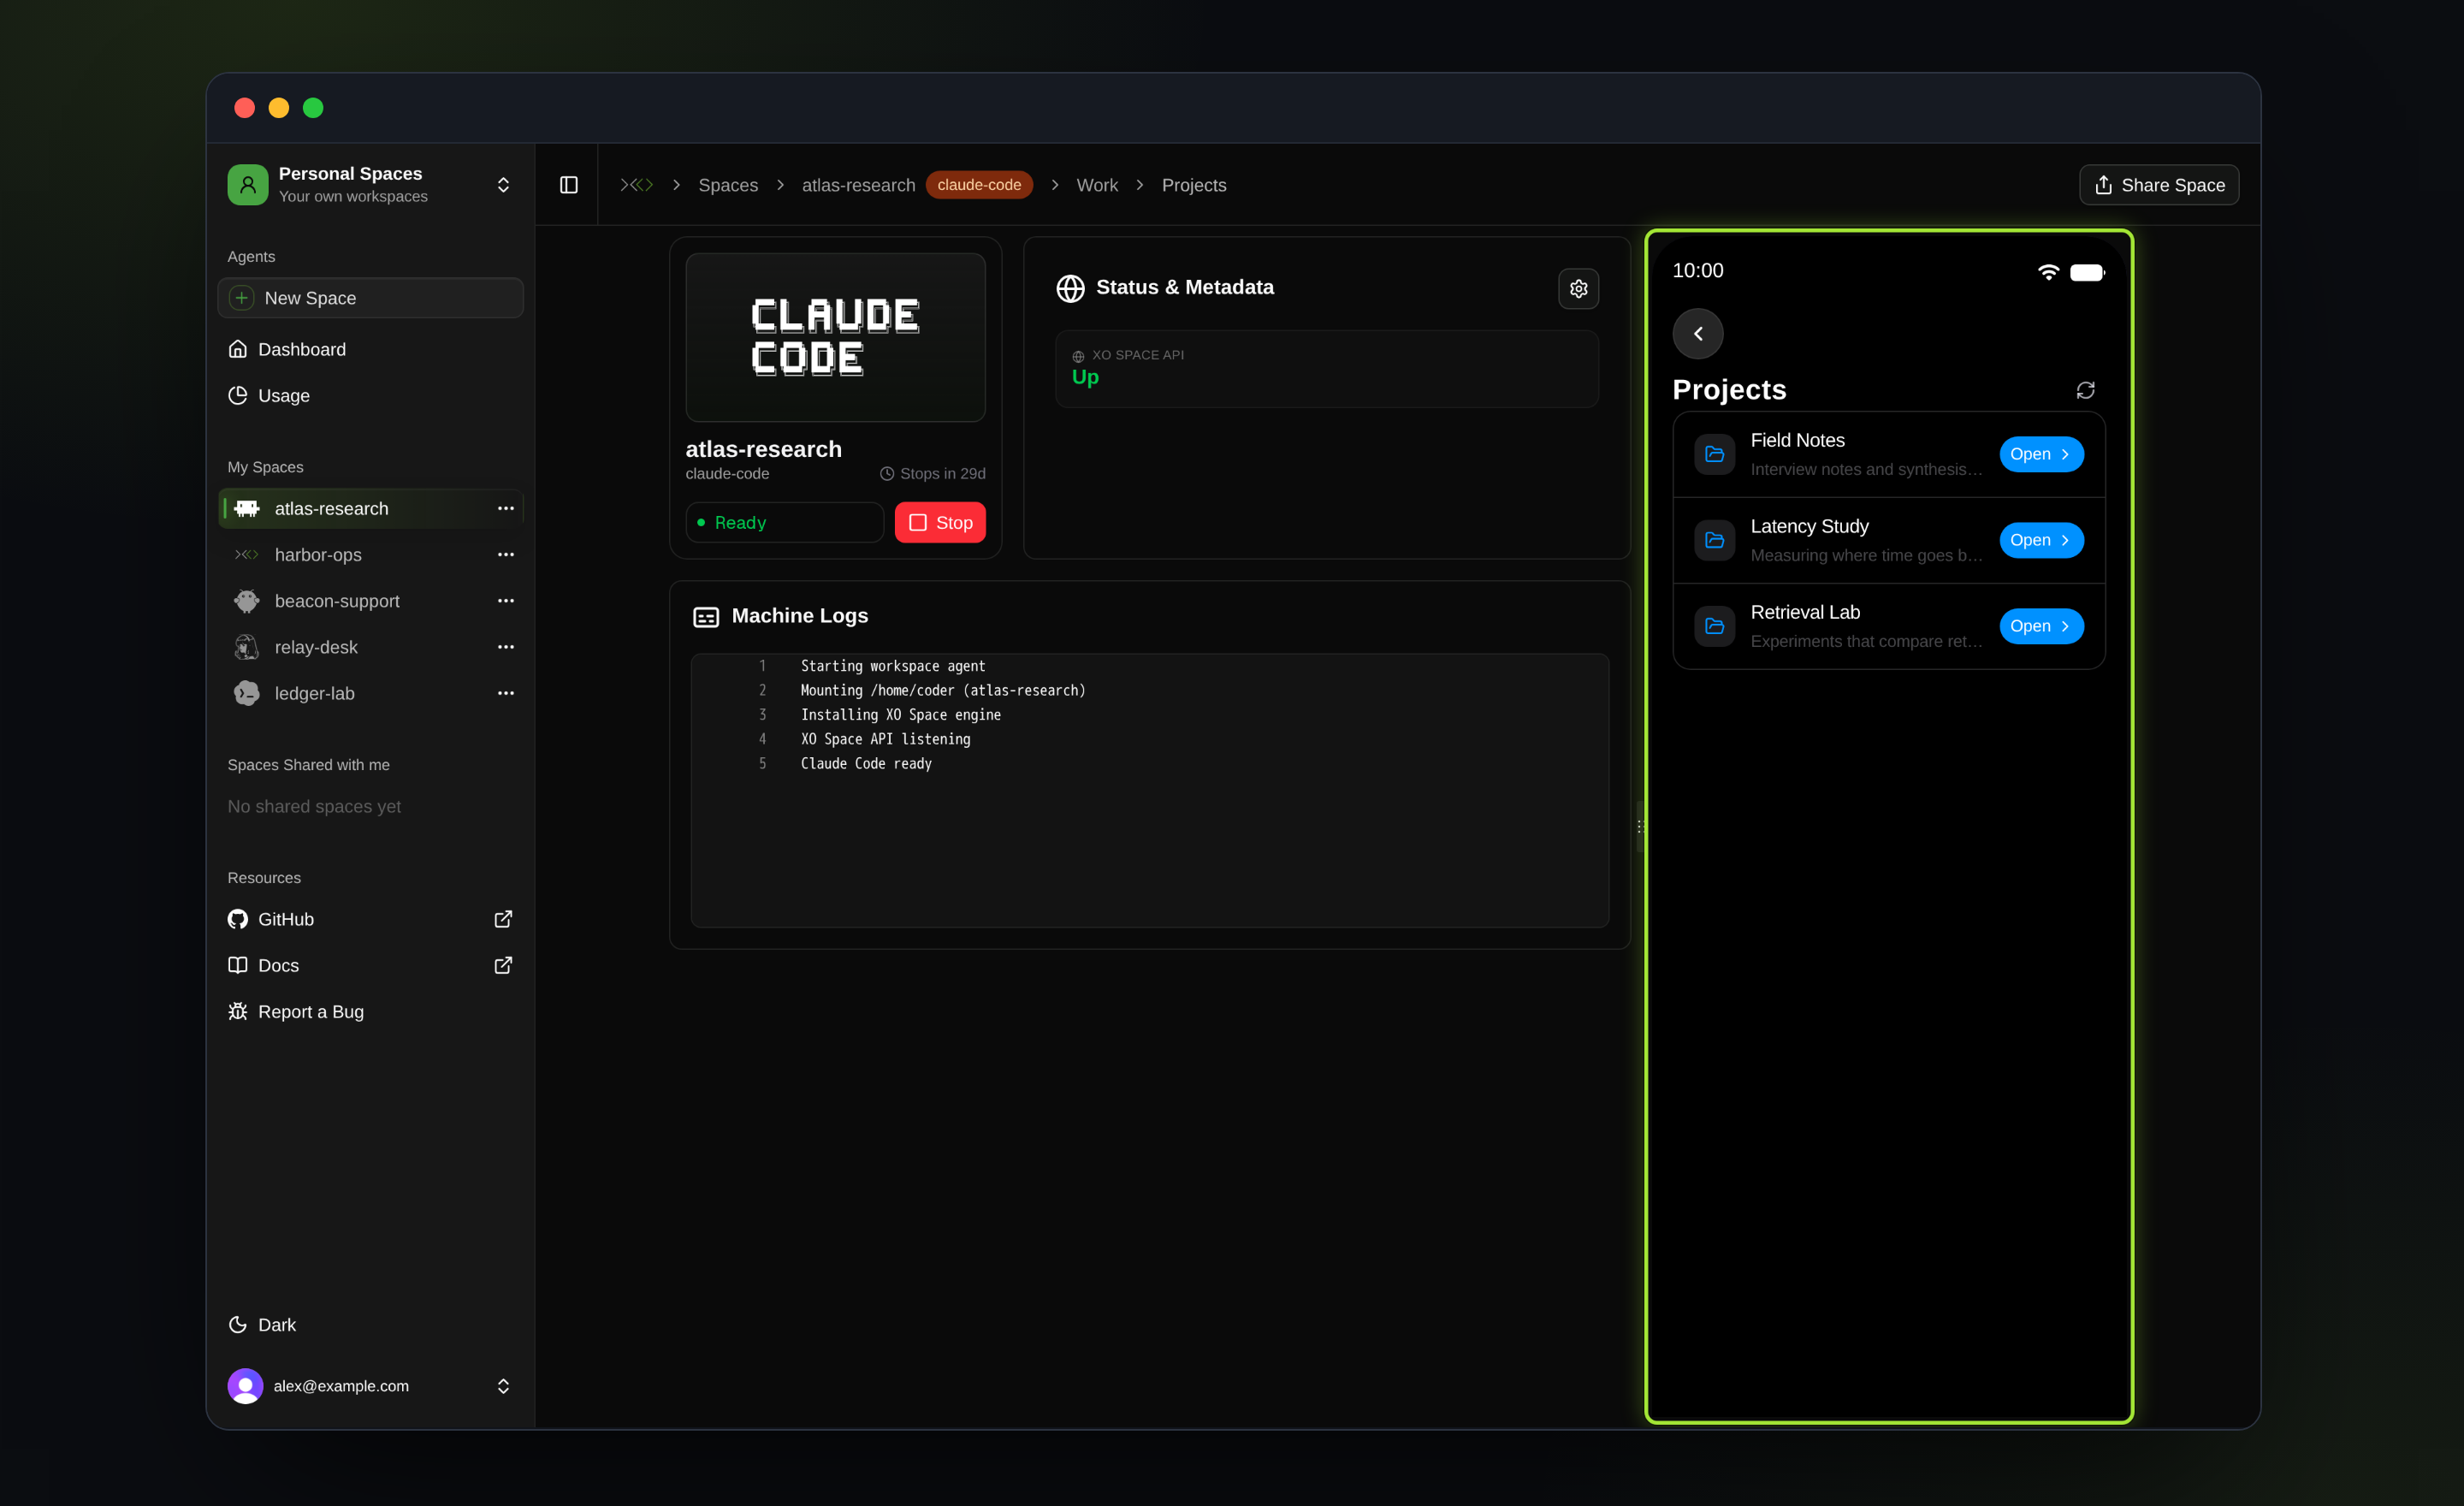 Personal Spaces
Your own workspaces
Agents
New Space
Dashboard
Usage
My Spaces
atlas-research
harbor-ops
beacon-support
relay-desk
ledger-lab
Spaces Shared with me
No shared spaces yet
Resources
GitHub
Docs
Report a Bug
Dark
alex@example.com
Spaces
atlas-research
claude-code
Work
Projects
Share Space
CLAUDE
CODE
atlas-research
claude-code
Stops in 29d
Ready
Stop
Status & Metadata
XO SPACE API
Up
Machine Logs
1 Starting workspace agent
2 Mounting /home/coder (atlas-research)
3 Installing XO Space engine
4 XO Space API listening
5 Claude Code ready
10:00
Projects
Field Notes
Interview notes and synthesis…
Open
Latency Study
Measuring where time goes b…
Open
Retrieval Lab
Experiments that compare ret…
Open